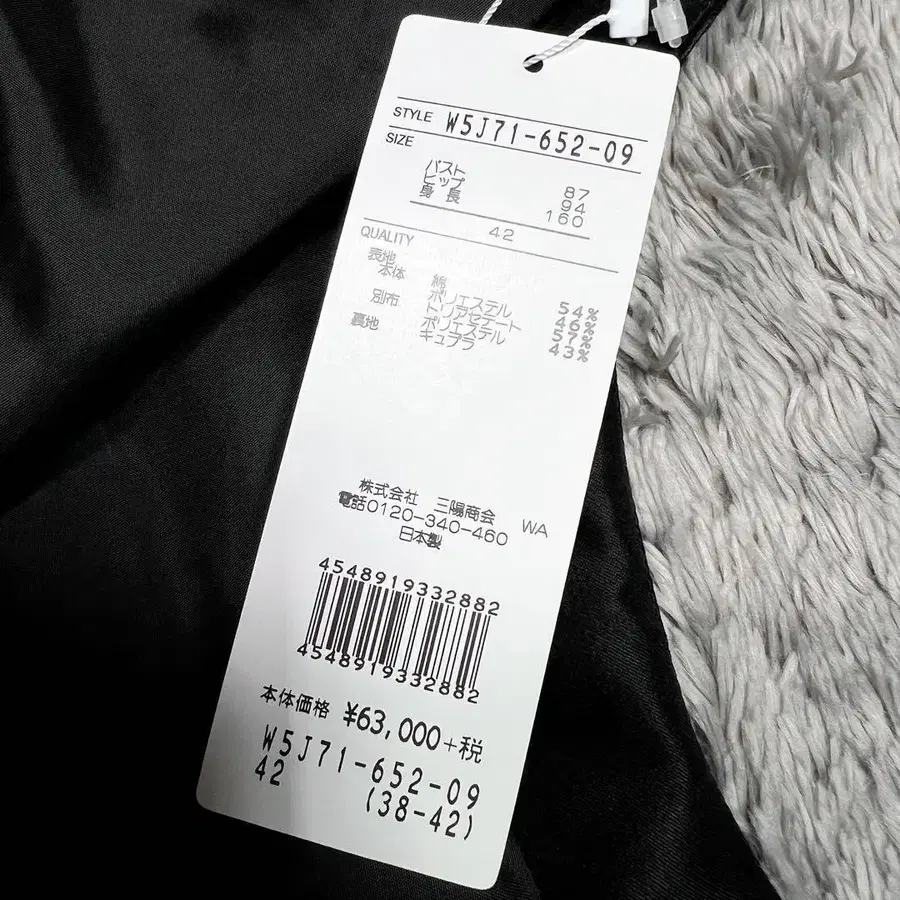 STYLE W5J71-652-09
SIZE
バスト 87
ヒップ 94
身長 160
42
QUALITY
表地
本体 綿
別布 ポリエステル 54%
トリアセテート 46%
裏地 ポリエステル 57%
キュプラ 43%
株式会社 三陽商会 WA
電話0120-340-460
日本製
4548919332882
4548919332882
本体価格 ¥63,000+税
W5J71-652-09
42 (38-42)